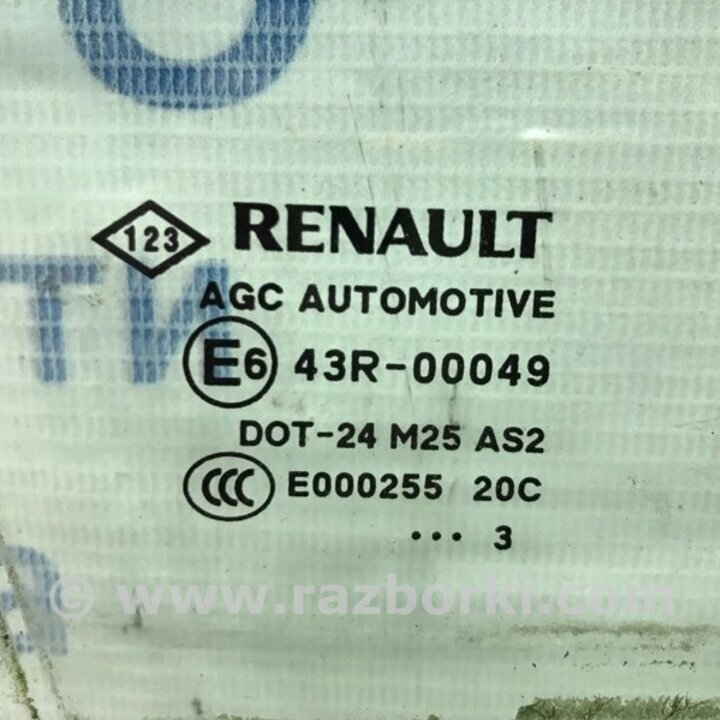 123 RENAULT
AGC AUTOMOTIVE
E6 43R-00049
DOT-24 M25 AS2
CCC E000255 20C
... 3
© www.razborki.com